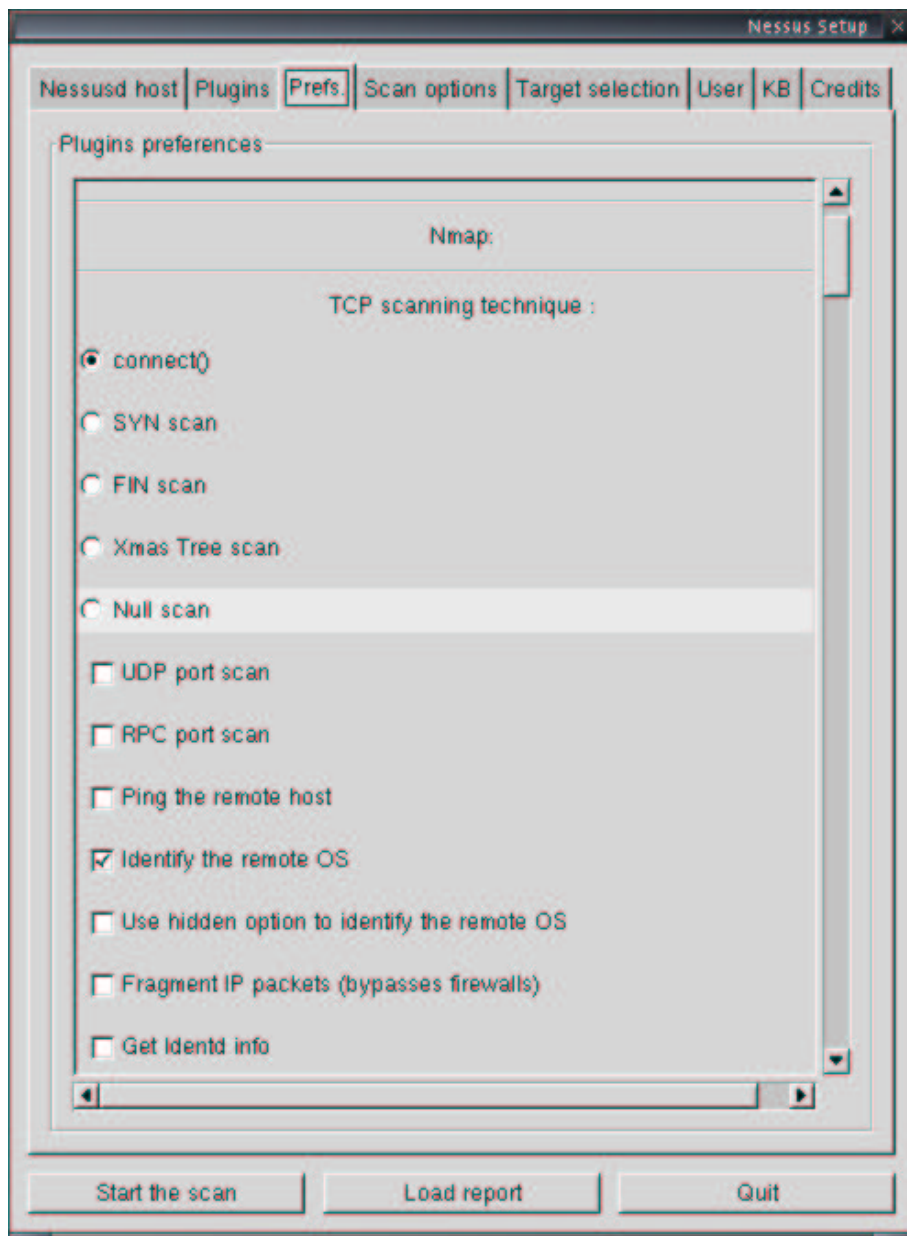 Nessus Setup
Nessusd host Plugins Prefs. Scan options Target selection User KB Credits
Plugins preferences
Nmap:
TCP scanning technique :
connect()
SYN scan
FIN scan
Xmas Tree scan
Null scan
UDP port scan
RPC port scan
Ping the remote host
Identify the remote OS
Use hidden option to identify the remote OS
Fragment IP packets (bypasses firewalls)
Get Identd info
Start the scan Load report Quit